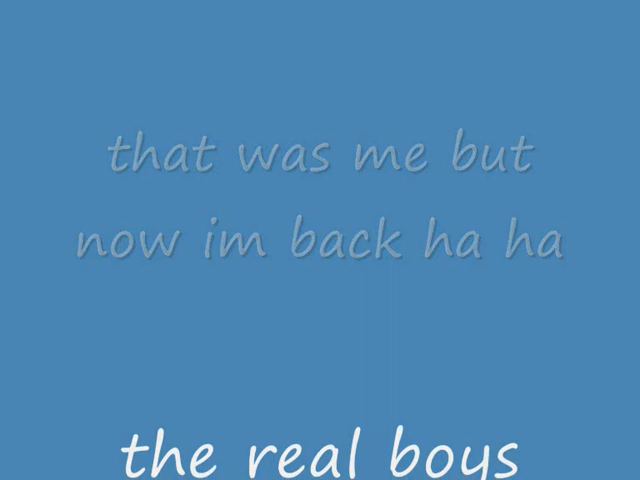 that was me but
now im back ha ha
the real boys